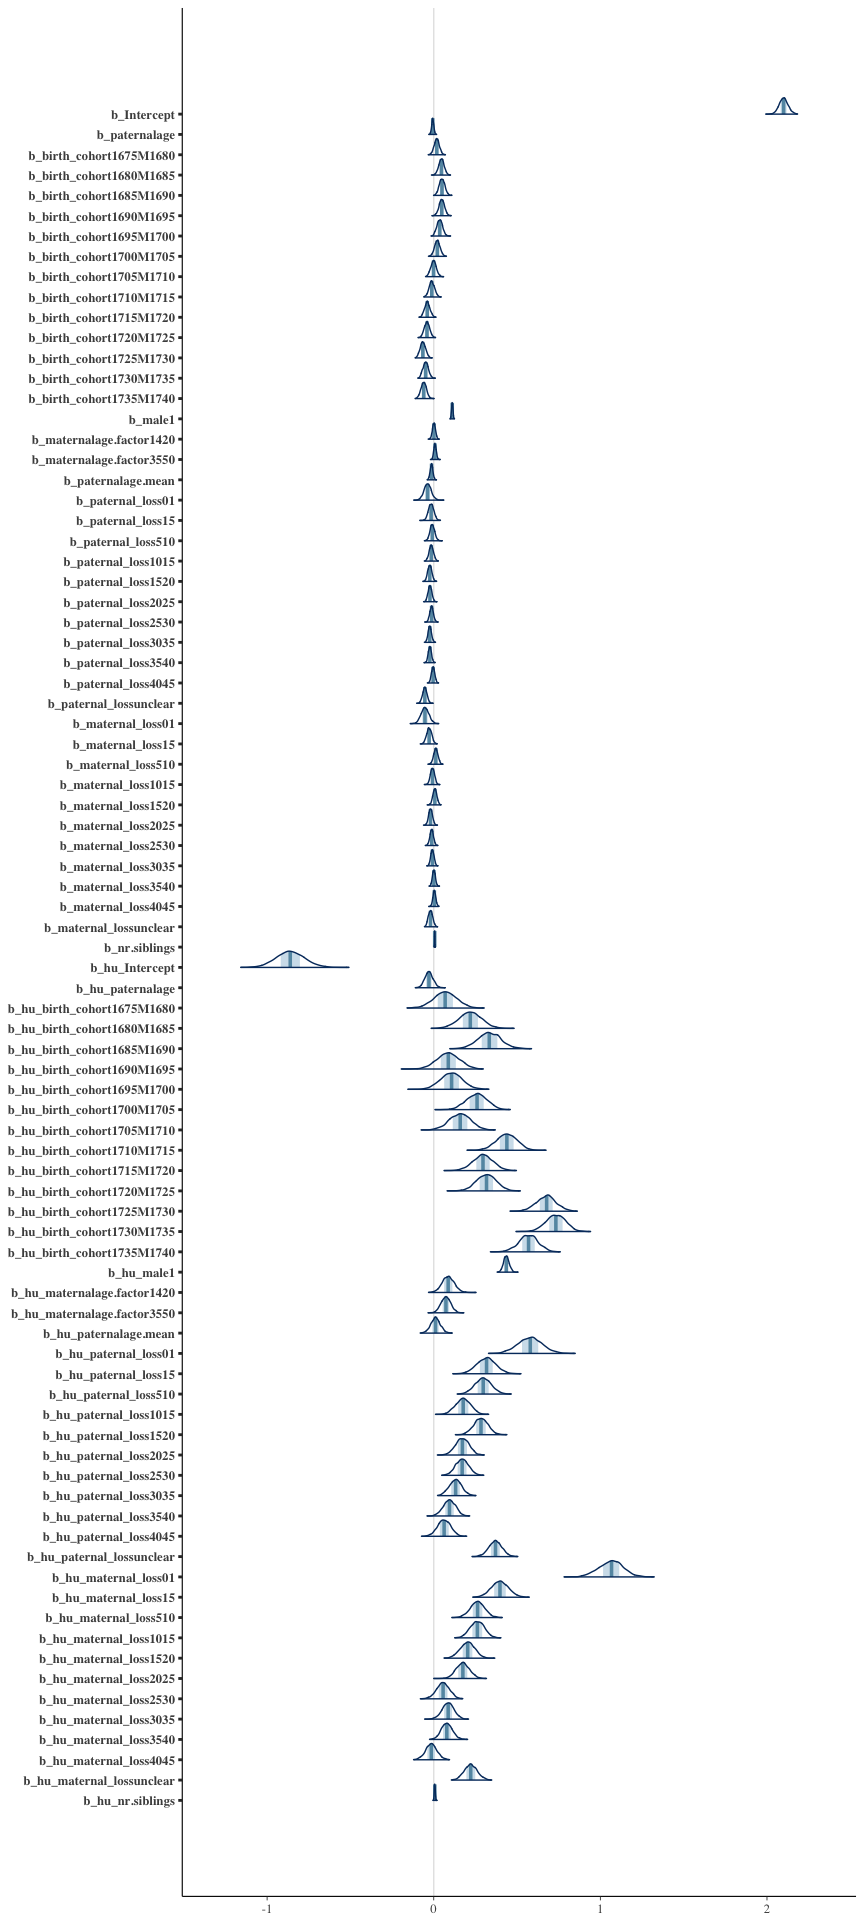 b_Intercept
b_paternalage
b_birth_cohort1675M1680
b_birth_cohort1680M1685
b_birth_cohort1685M1690
b_birth_cohort1690M1695
b_birth_cohort1695M1700
b_birth_cohort1700M1705
b_birth_cohort1705M1710
b_birth_cohort1710M1715
b_birth_cohort1715M1720
b_birth_cohort1720M1725
b_birth_cohort1725M1730
b_birth_cohort1730M1735
b_birth_cohort1735M1740
b_male1
b_maternalage.factor1420
b_maternalage.factor3550
b_paternalage.mean
b_paternal_loss01
b_paternal_loss15
b_paternal_loss510
b_paternal_loss1015
b_paternal_loss1520
b_paternal_loss2025
b_paternal_loss2530
b_paternal_loss3035
b_paternal_loss3540
b_paternal_loss4045
b_paternal_lossunclear
b_maternal_loss01
b_maternal_loss15
b_maternal_loss510
b_maternal_loss1015
b_maternal_loss1520
b_maternal_loss2025
b_maternal_loss2530
b_maternal_loss3035
b_maternal_loss3540
b_maternal_loss4045
b_maternal_lossunclear
b_nr.siblings
b_hu_Intercept
b_hu_paternalage
b_hu_birth_cohort1675M1680
b_hu_birth_cohort1680M1685
b_hu_birth_cohort1685M1690
b_hu_birth_cohort1690M1695
b_hu_birth_cohort1695M1700
b_hu_birth_cohort1700M1705
b_hu_birth_cohort1705M1710
b_hu_birth_cohort1710M1715
b_hu_birth_cohort1715M1720
b_hu_birth_cohort1720M1725
b_hu_birth_cohort1725M1730
b_hu_birth_cohort1730M1735
b_hu_birth_cohort1735M1740
b_hu_male1
b_hu_maternalage.factor1420
b_hu_maternalage.factor3550
b_hu_paternalage.mean
b_hu_paternal_loss01
b_hu_paternal_loss15
b_hu_paternal_loss510
b_hu_paternal_loss1015
b_hu_paternal_loss1520
b_hu_paternal_loss2025
b_hu_paternal_loss2530
b_hu_paternal_loss3035
b_hu_paternal_loss3540
b_hu_paternal_loss4045
b_hu_paternal_lossunclear
b_hu_maternal_loss01
b_hu_maternal_loss15
b_hu_maternal_loss510
b_hu_maternal_loss1015
b_hu_maternal_loss1520
b_hu_maternal_loss2025
b_hu_maternal_loss2530
b_hu_maternal_loss3035
b_hu_maternal_loss3540
b_hu_maternal_loss4045
b_hu_maternal_lossunclear
b_hu_nr.siblings
-1 0 1 2